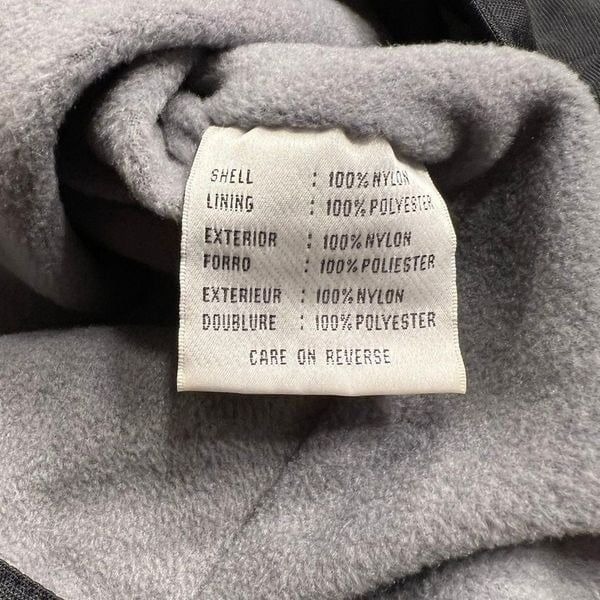 SHELL : 100% NYLON
LINING : 100% POLYESTER
EXTERIOR : 100% NYLON
FORRO : 100% POLIESTER
EXTERIEUR : 100% NYLON
DOUBLURE : 100% POLYESTER
CARE ON REVERSE